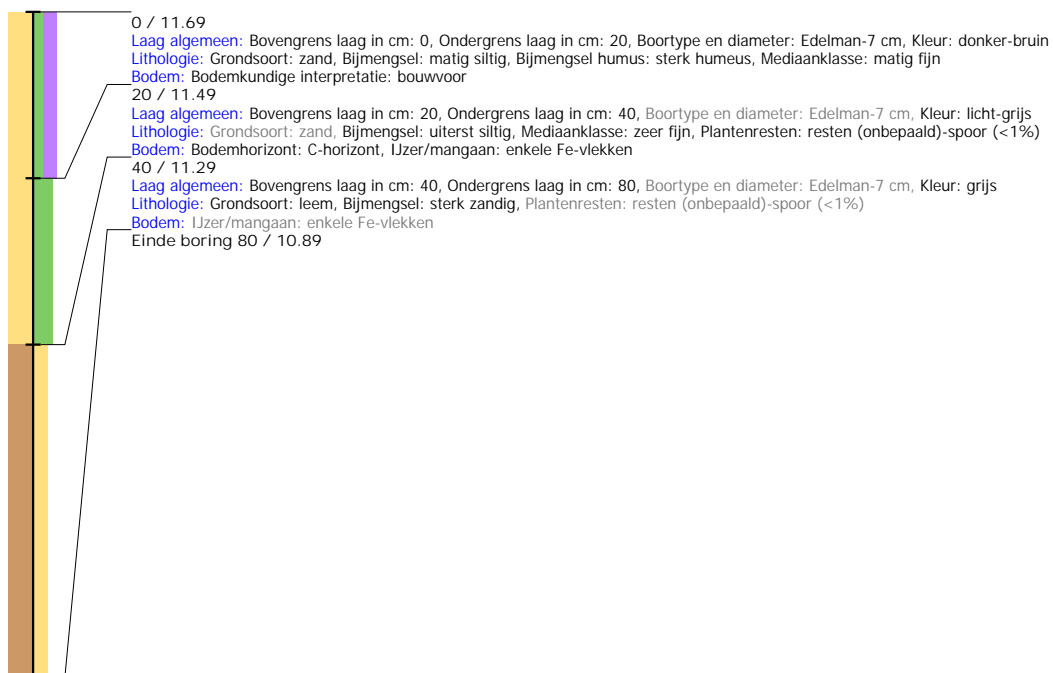 0 / 11.69
Laag algemeen: Bovengrens laag in cm: 0, Ondergrens laag in cm: 20, Boortype en diameter: Edelman-7 cm, Kleur: donker-bruin
Lithologie: Grondsoort: zand, Bijmengsel: matig siltig, Bijmengsel humus: sterk humeus, Mediaanklasse: matig fijn
Bodem: Bodemkundige interpretatie: bouwvoor
20 / 11.49
Laag algemeen: Bovengrens laag in cm: 20, Ondergrens laag in cm: 40, Boortype en diameter: Edelman-7 cm, Kleur: licht-grijs
Lithologie: Grondsoort: zand, Bijmengsel: uiterst siltig, Mediaanklasse: zeer fijn, Plantenresten: resten (onbepaald)-spoor (<1%)
Bodem: Bodemhorizont: C-horizont, IJzer/mangaan: enkele Fe-vlekken
40 / 11.29
Laag algemeen: Bovengrens laag in cm: 40, Ondergrens laag in cm: 80, Boortype en diameter: Edelman-7 cm, Kleur: grijs
Lithologie: Grondsoort: leem, Bijmengsel: sterk zandig, Plantenresten: resten (onbepaald)-spoor (<1%)
Bodem: IJzer/mangaan: enkele Fe-vlekken
Einde boring 80 / 10.89